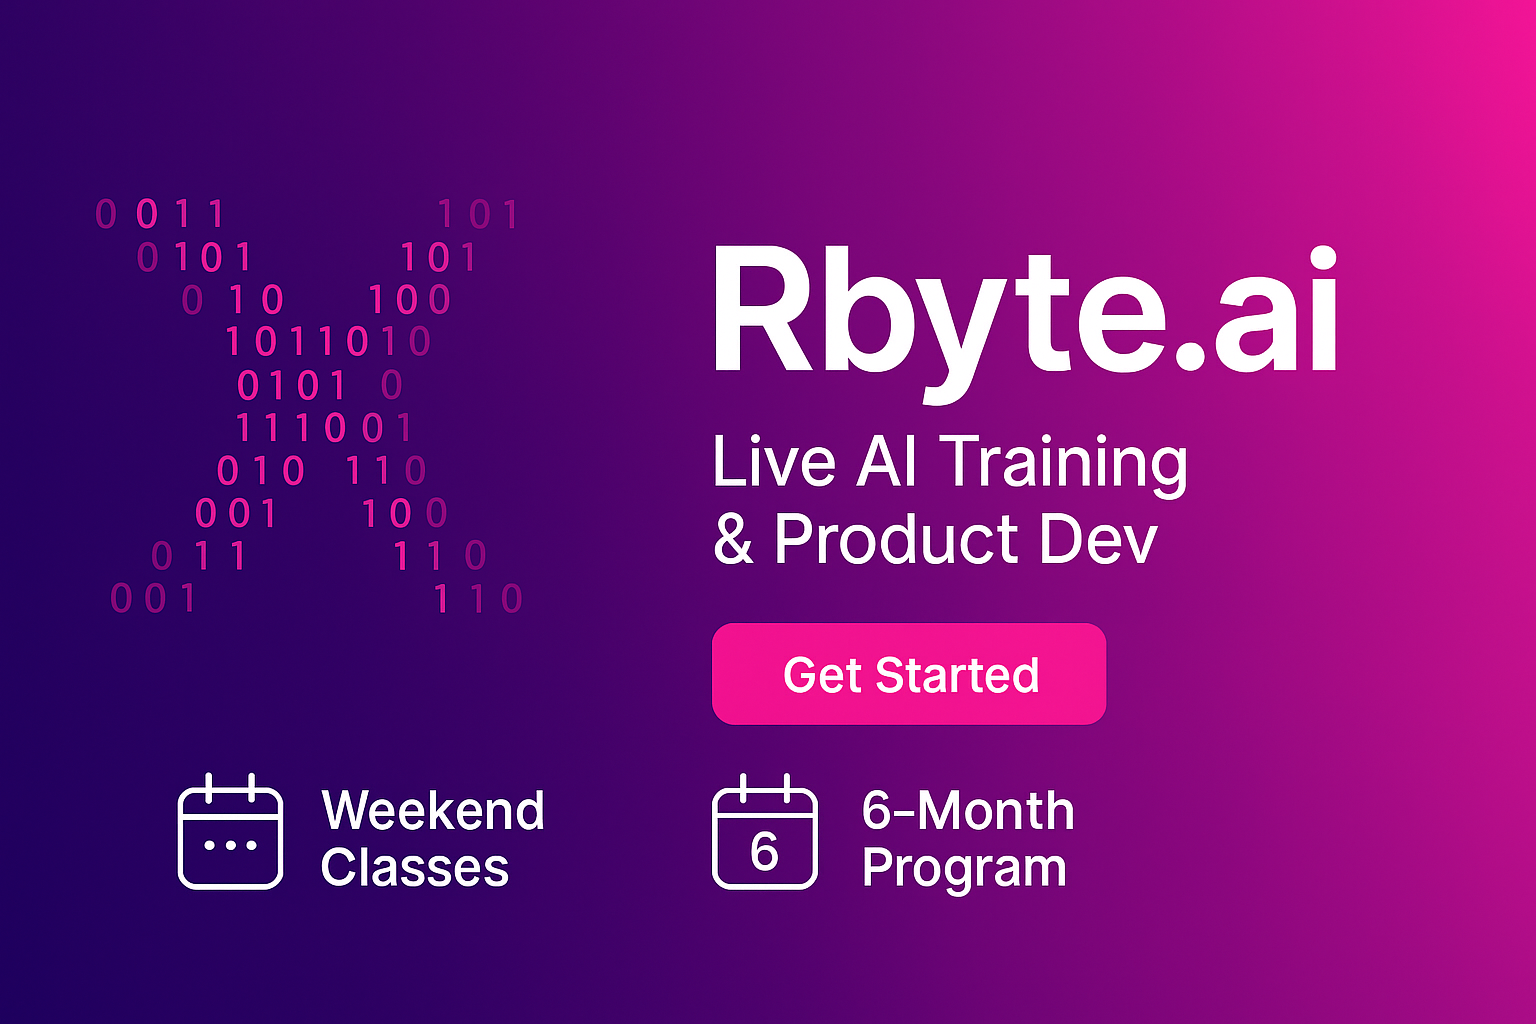 0 0 1 1 1 0 1
0 1 0 1 1 0 1
0 1 0 1 0 0
1 0 1 1 0 1 0
0 1 0 1 0
1 1 1 0 0 1
0 1 0 1 1 0
0 0 1 1 0 0
0 1 1 1 1 0
0 0 1 1 1 0
Rbyte.ai
Live AI Training
& Product Dev
Get Started
Weekend
Classes
6
6-Month
Program